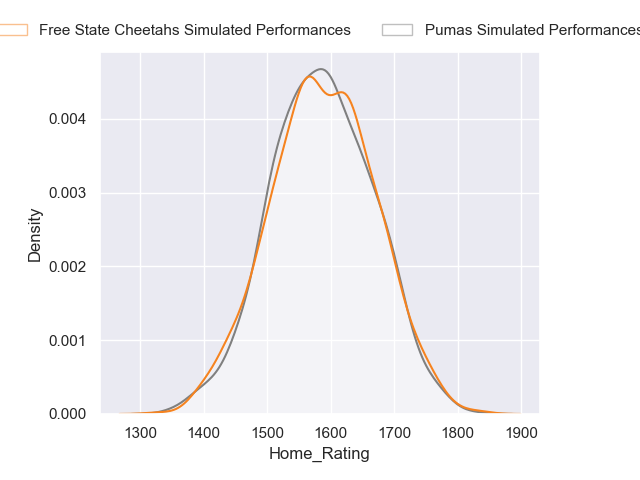 Free State Cheetahs Simulated Performances
Pumas Simulated Performances
0.004
0.003
0.002
0.001
0.000
Density
1300 1400 1500 1600 1700 1800 1900
Home_Rating